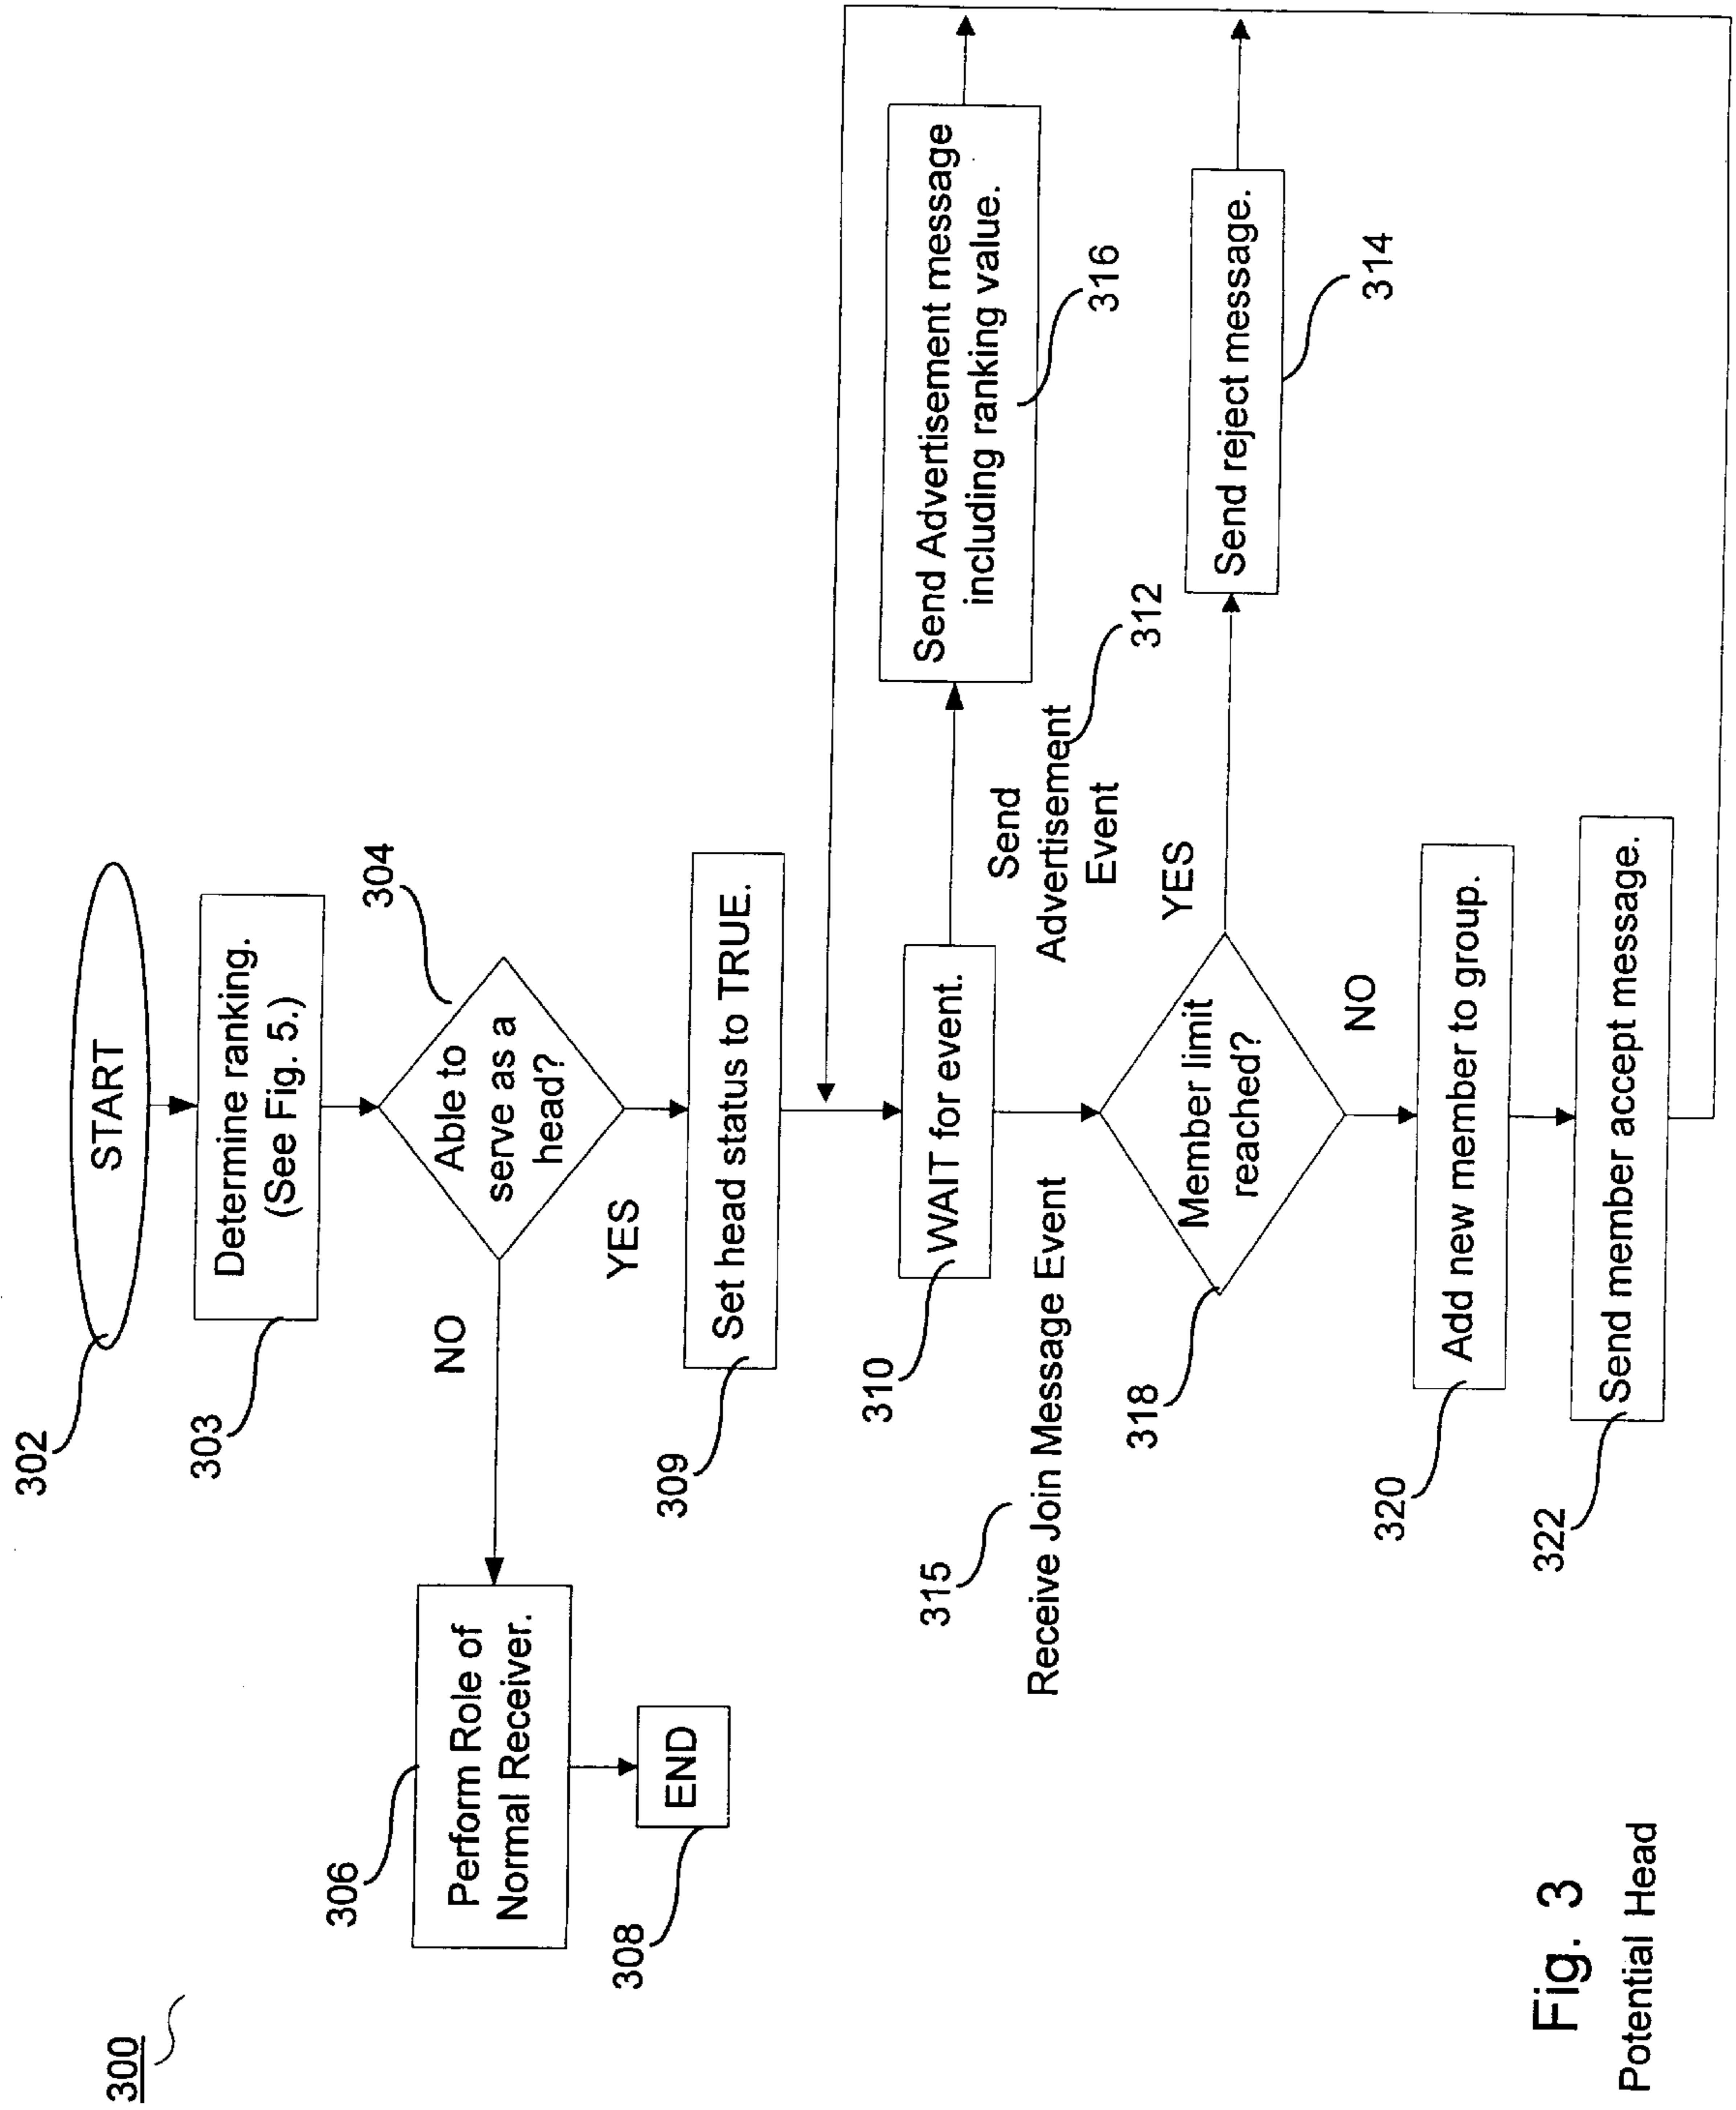 300
START
302
Determine ranking.
(See Fig. 5.)
303
Able to
serve as a
head?
304
NO
YES
Perform Role of
Normal Receiver.
306
END
308
Set head status to TRUE.
309
WAIT for event.
310
Send
Advertisement
Event
312
Send Advertisement message
including ranking value.
316
315
Receive Join Message Event
Member limit
reached?
318
YES
NO
Send reject message.
314
Add new member to group.
320
Send member accept message.
322
Fig. 3
Potential Head